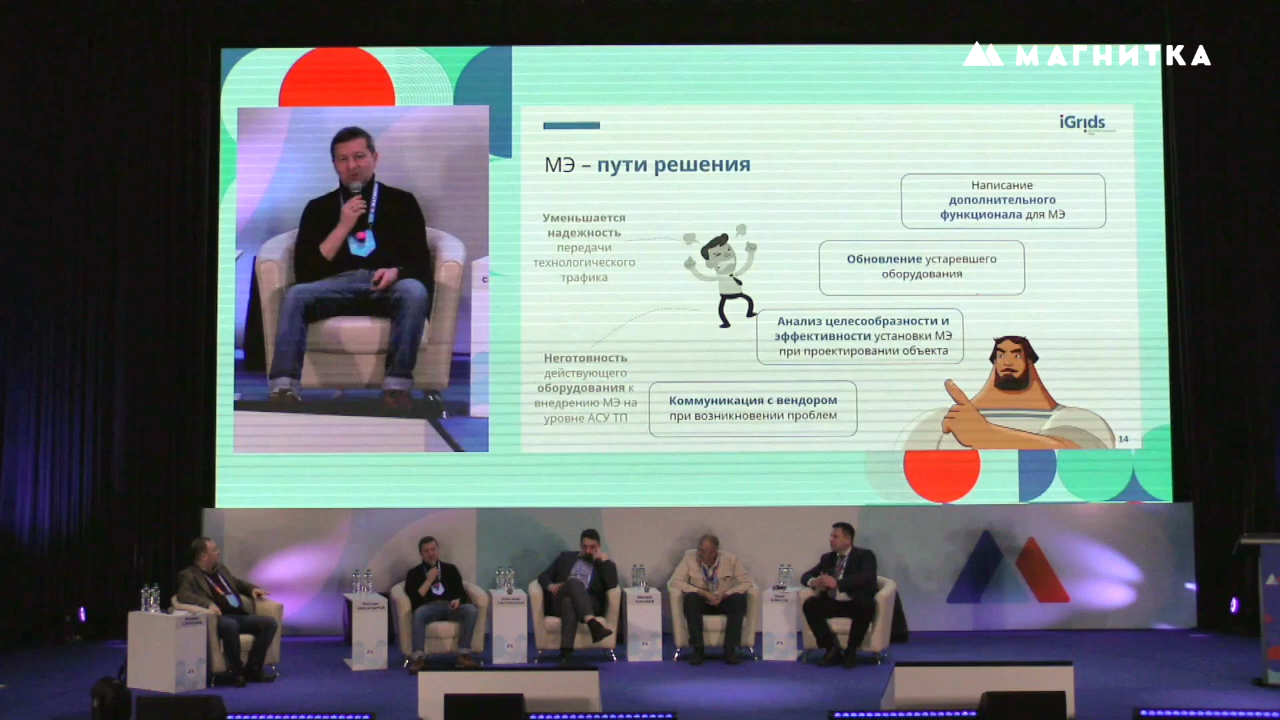 МАГНИТКА
iGrids
МЭ – пути решения
Уменьшается
надежность
передачи
технологического
трафика
Неготовность
действующего
оборудования к
внедрению МЭ на
уровне АСУ ТП
Написание
дополнительного
функционала для МЭ
Обновление устаревшего
оборудования
Анализ целесообразности и
эффективности установки МЭ
при проектировании объекта
Коммуникация с вендором
при возникновении проблем
14